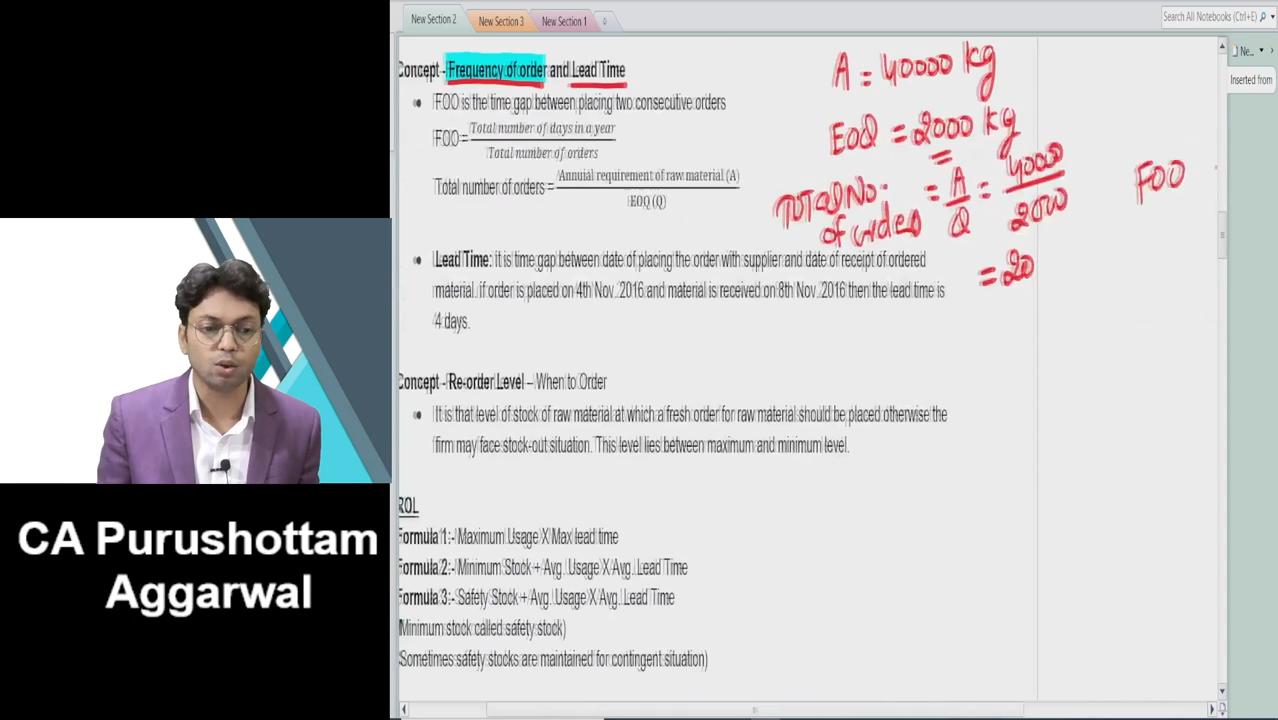 New Section 2
New Section 3
New Section 1
Search All Notebooks (Ctrl+E)
Ne...
Inserted from
Concept - Frequency of order and Lead Time
• FOO is the time gap between placing two consecutive orders
FOO = Total number of days in a year / Total number of orders
Total number of orders = Annuial requirement of raw material (A) / EOQ (Q)
A = 40000 kg
EOQ = 2000 kg
Total No. of orders = A / Q = 40000 / 2000
= 20
FOO
• Lead Time: it is time gap between date of placing the order with supplier and date of receipt of ordered
material. if order is placed on 4th Nov. 2016 and material is received on 8th Nov. 2016 then the lead time is
4 days.
Concept - Re-order Level – When to Order
• It is that level of stock of raw material at which a fresh order for raw material should be placed otherwise the
firm may face stock-out situation. This level lies between maximum and minimum level.
ROL
Formula 1:- Maximum Usage X Max lead time
Formula 2:- Minimum Stock + Avg. Usage X Avg. Lead Time
Formula 3:- Safety Stock + Avg. Usage X Avg. Lead Time
Minimum stock called safety stock)
(Sometimes safety stocks are maintained for contingent situation)
CA Purushottam
Aggarwal